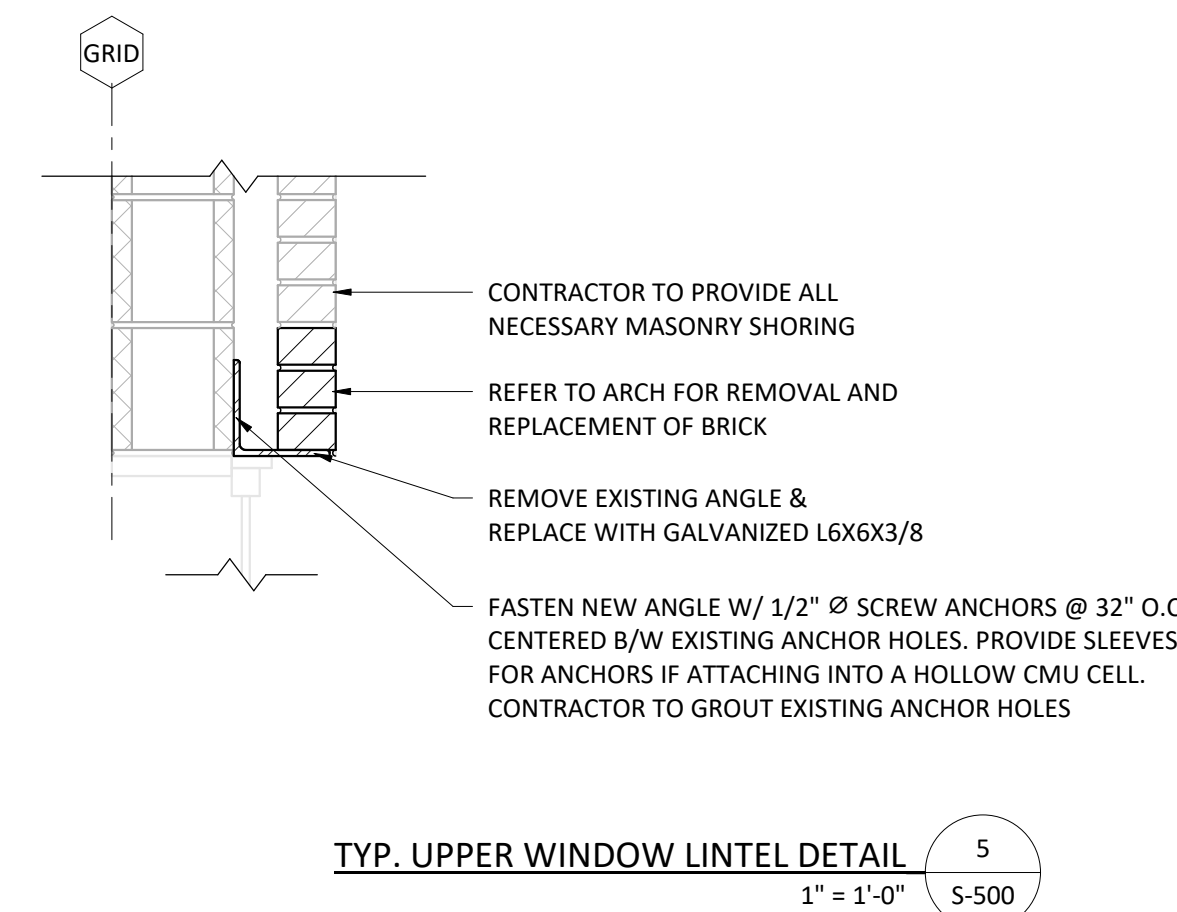 GRID
CONTRACTOR TO PROVIDE ALL
NECESSARY MASONRY SHORING
REFER TO ARCH FOR REMOVAL AND
REPLACEMENT OF BRICK
REMOVE EXISTING ANGLE &
REPLACE WITH GALVANIZED L6X6X3/8
FASTEN NEW ANGLE W/ 1/2" Ø SCREW ANCHORS @ 32"
CENTERED B/W EXISTING ANCHOR HOLES. PROVIDE SLEEVES
FOR ANCHORS IF ATTACHING INTO A HOLLOW CMU CELL.
CONTRACTOR TO GROUT EXISTING ANCHOR HOLES
TYP. UPPER WINDOW LINTEL DETAIL
5
1" = 1'-0"
S-500